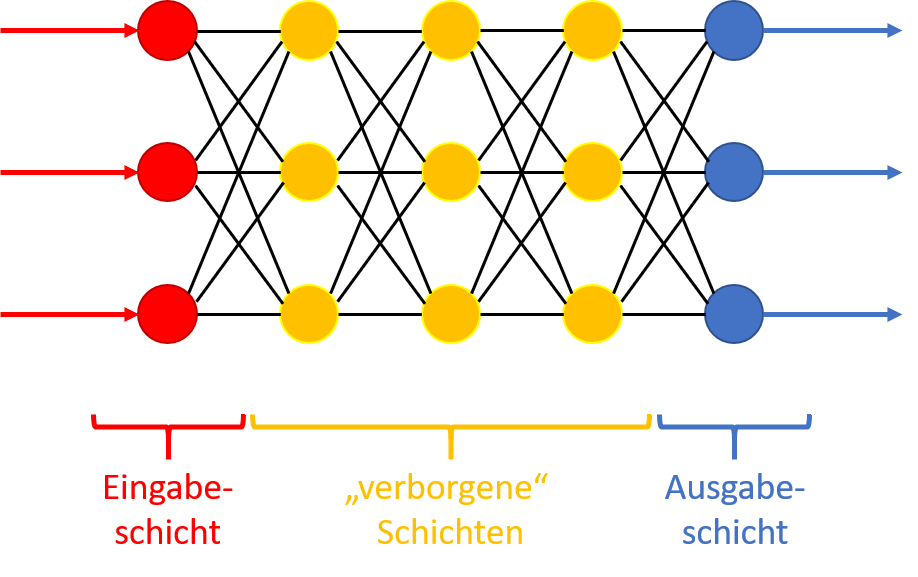 Eingabe-
schicht
„verborgene“
Schichten
Ausgabe-
schicht